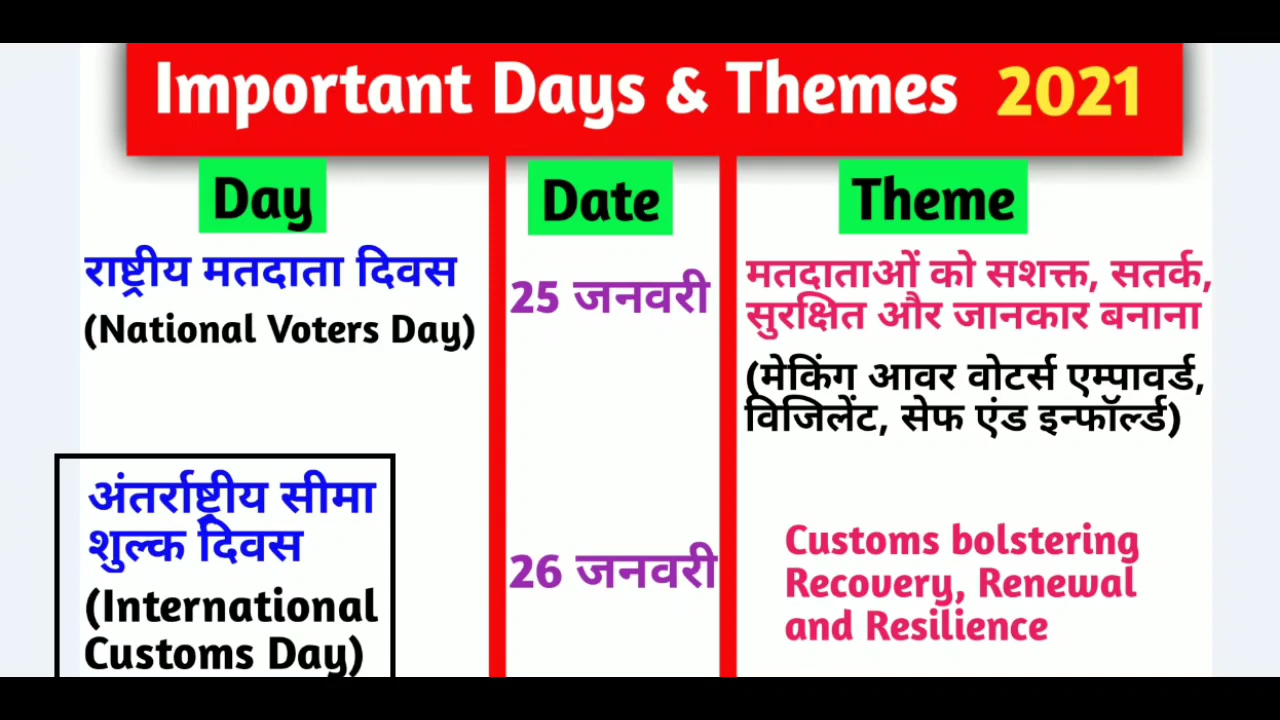 Important Days & Themes 2021
Day
Date
Theme
राष्ट्रीय मतदाता दिवस
(National Voters Day)
25 जनवरी
मतदाताओं को सशक्त, सतर्क,
सुरक्षित और जानकार बनाना
(मेकिंग आवर वोटर्स एम्पावर्ड,
विजिलेंट, सेफ एंड इन्फॉर्ल्ड)
अंतर्राष्ट्रीय सीमा
शुल्क दिवस
(International
Customs Day)
26 जनवरी
Customs bolstering
Recovery, Renewal
and Resilience